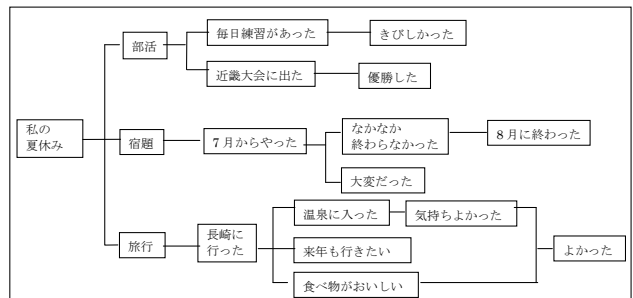 私の
夏休み
部活
毎日練習があった
きびしかった
近畿大会に出た
優勝した
宿題
7月からやった
なかなか
終わらなかった
8月に終わった
大変だった
旅行
長崎に
行った
温泉に入った
気持ちよかった
来年も行きたい
食べ物がおいしい
よかった